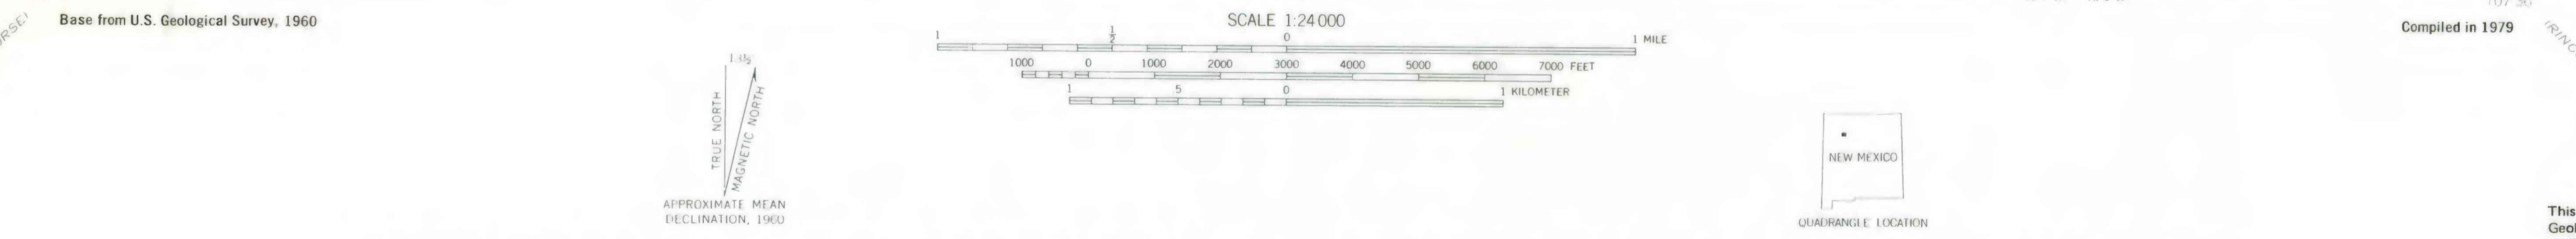 Base from U.S. Geological Survey, 1960
SCALE 1:24 000
1 ½ 0 1 MILE
1000 0 1000 2000 3000 4000 5000 6000 7000 FEET
1 5 0 1 KILOMETER
TRUE NORTH
MAGNETIC NORTH
APPROXIMATE MEAN
DECLINATION, 1960
NEW MEXICO
QUADRANGLE LOCATION
Compiled in 1979
This